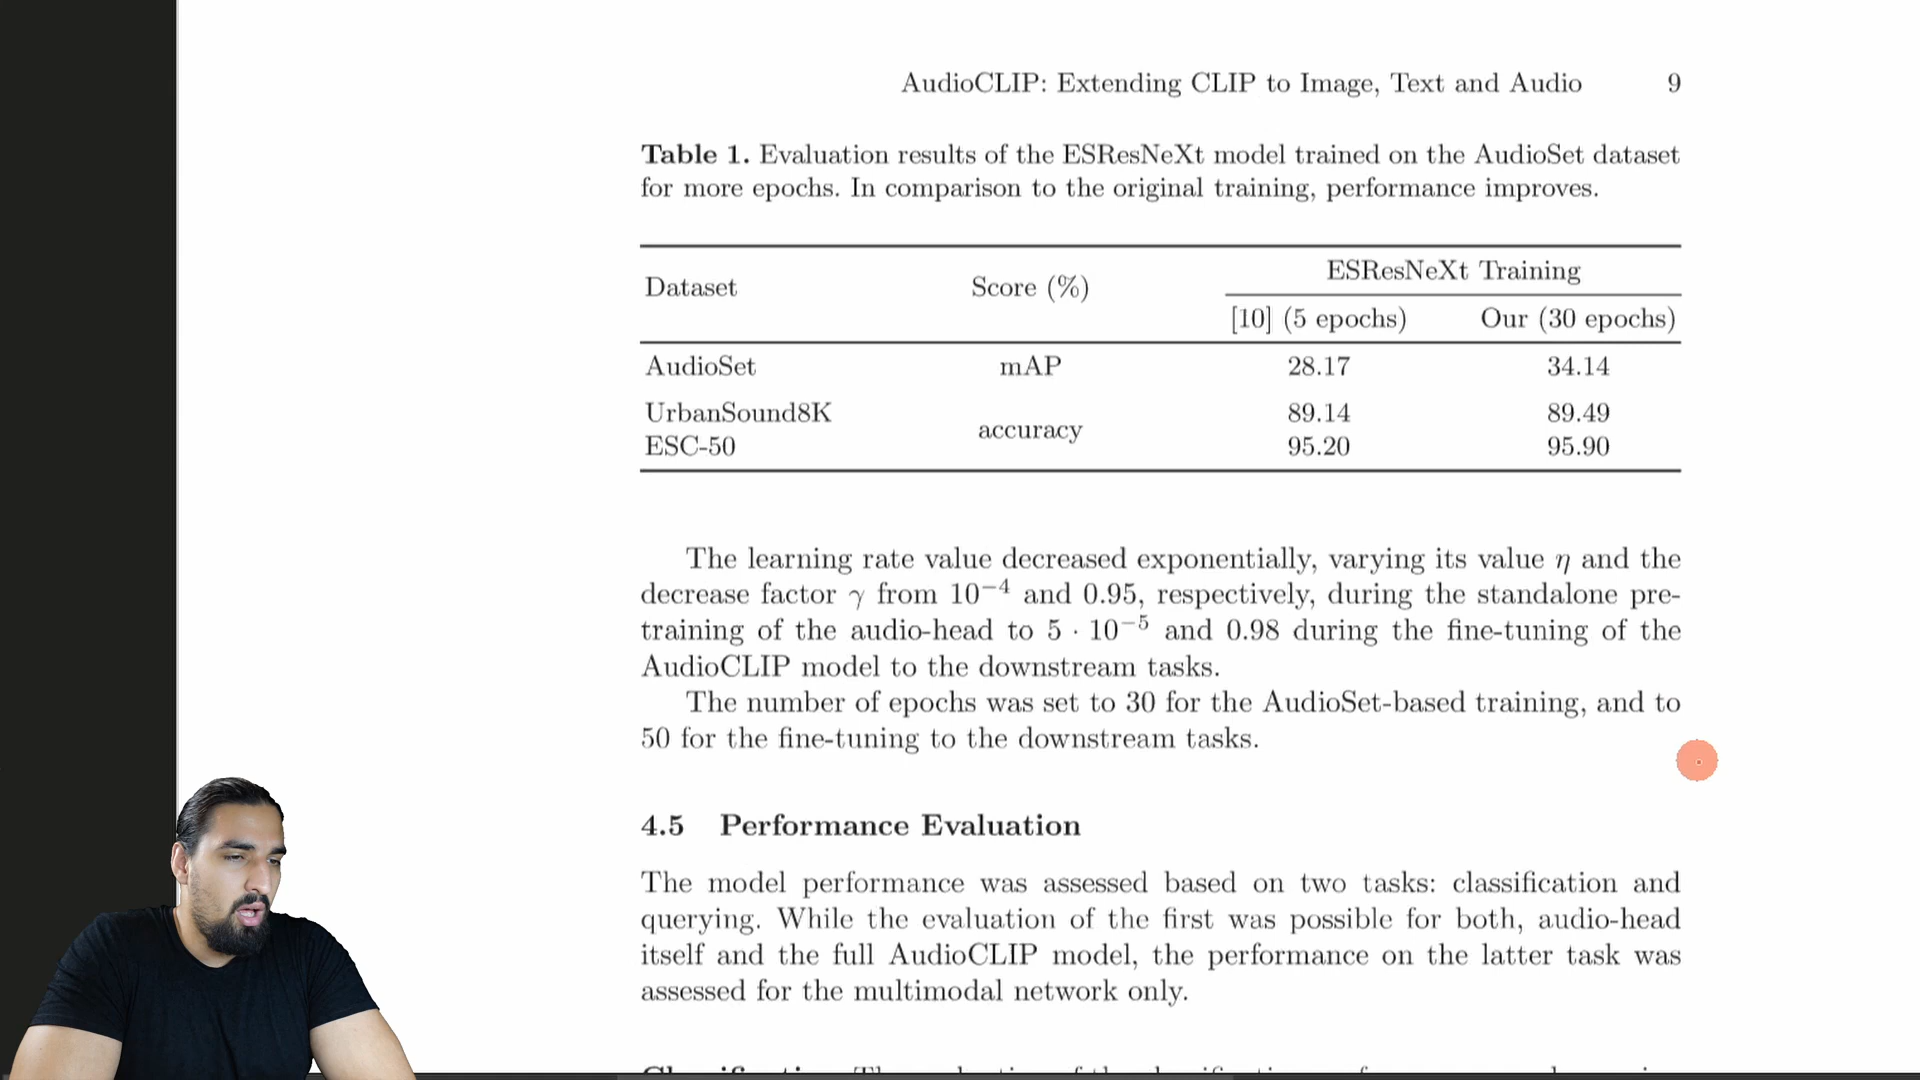 AudioCLIP: Extending CLIP to Image, Text and Audio 9
Table 1. Evaluation results of the ESResNeXt model trained on the AudioSet dataset
for more epochs. In comparison to the original training, performance improves.
Dataset Score (%) ESResNeXt Training
[10] (5 epochs) Our (30 epochs)
AudioSet mAP 28.17 34.14
UrbanSound8K 89.14 89.49
accuracy
ESC-50 95.20 95.90
The learning rate value decreased exponentially, varying its value η and the
decrease factor γ from 10⁻⁴ and 0.95, respectively, during the standalone pre-
training of the audio-head to 5 · 10⁻⁵ and 0.98 during the fine-tuning of the
AudioCLIP model to the downstream tasks.
The number of epochs was set to 30 for the AudioSet-based training, and to
50 for the fine-tuning to the downstream tasks.
4.5 Performance Evaluation
The model performance was assessed based on two tasks: classification and
querying. While the evaluation of the first was possible for both, audio-head
itself and the full AudioCLIP model, the performance on the latter task was
assessed for the multimodal network only.